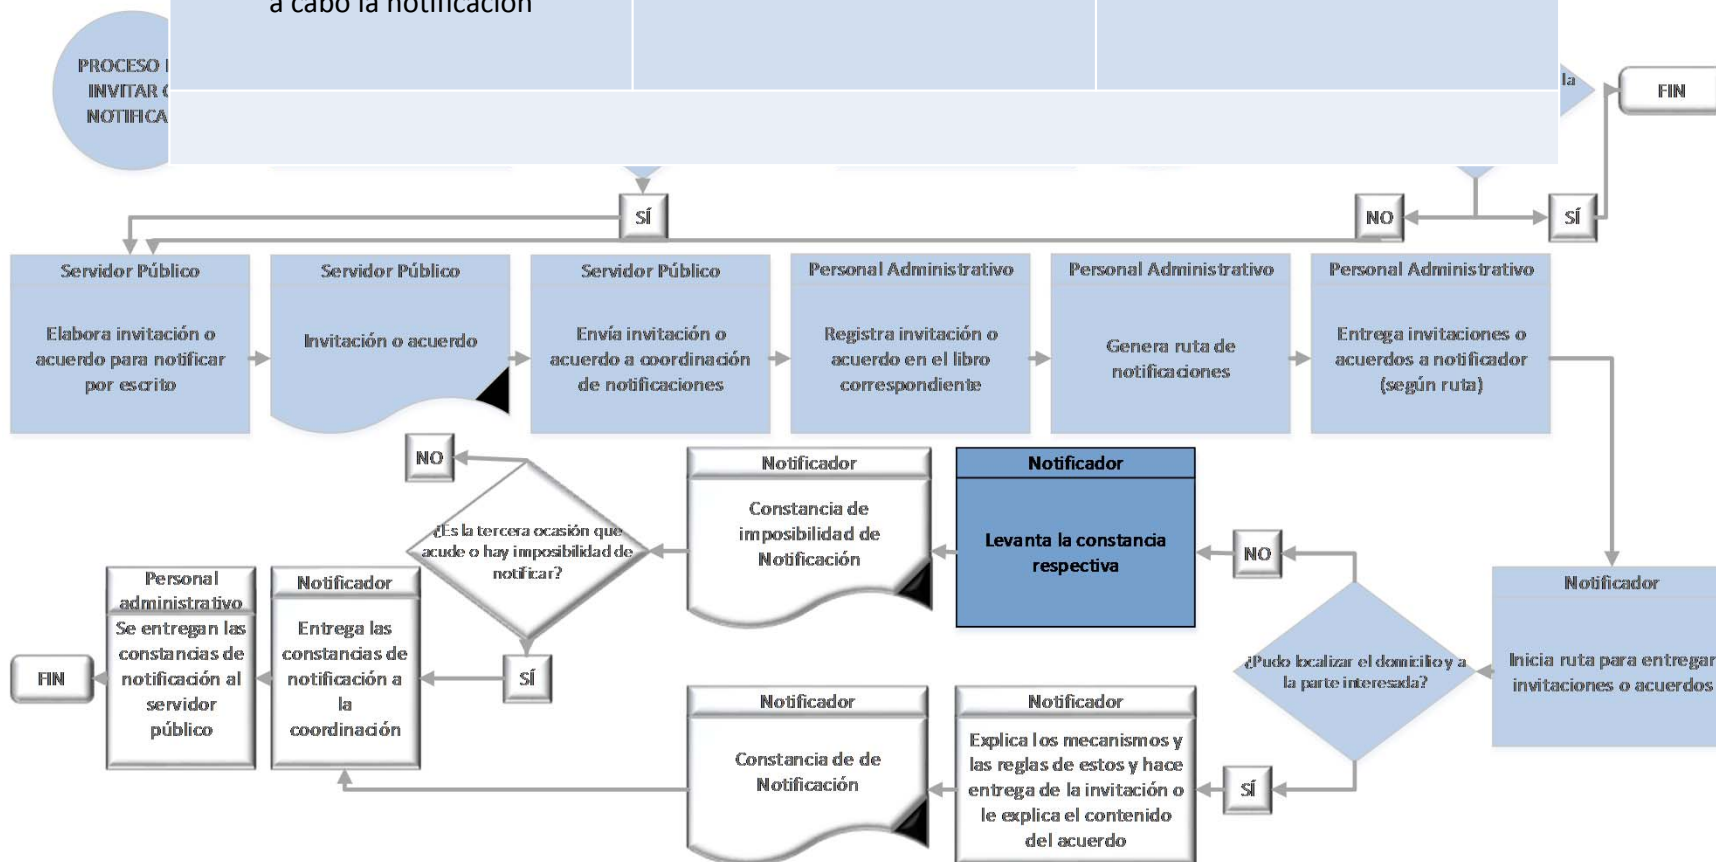 a cabo la notificación
PROCESO
INVITAR
NOTIFICA
la
FIN
SÍ
NO
SÍ
Servidor Público
Elabora invitación o
acuerdo para notificar
por escrito
Servidor Público
Invitación o acuerdo
Servidor Público
Envía invitación o
acuerdo a coordinación
de notificaciones
Personal Administrativo
Registra invitación o
acuerdo en el libro
correspondiente
Personal Administrativo
Genera ruta de
notificaciones
Personal Administrativo
Entrega invitaciones o
acuerdos a notificador
(según ruta)
Notificador
Inicia ruta para entregar
invitaciones o acuerdos
¿Pudo localizar el domicilio y a
la parte interesada?
NO
Notificador
Levanta la constancia
respectiva
Notificador
Constancia de
imposibilidad de
Notificación
¿Es la tercera ocasión que
acude o hay imposibilidad de
notificar?
NO
SÍ
SÍ
Notificador
Explica los mecanismos y
las reglas de estos y hace
entrega de la invitación o
le explica el contenido
del acuerdo
Notificador
Constancia de de
Notificación
Notificador
Entrega las
constancias de
notificación a
la
coordinación
Personal
administrativo
Se entregan las
constancias de
notificación al
servidor
público
FIN